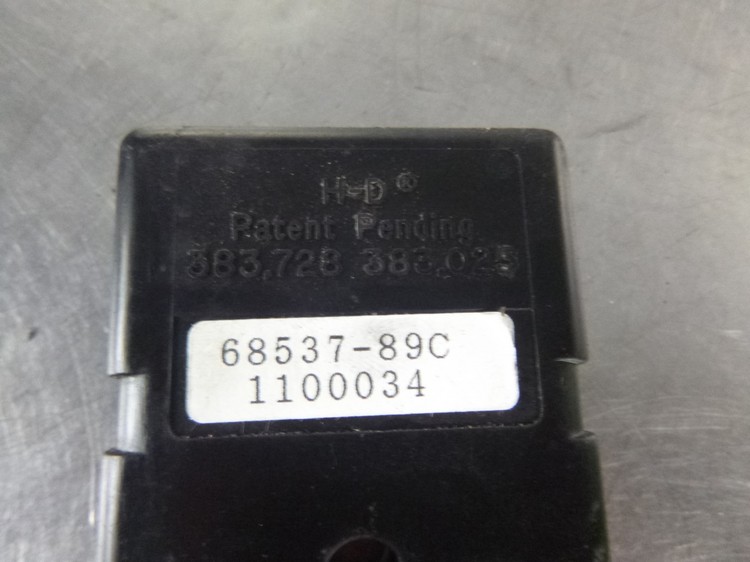 H-D®
Patent Pending
383,728 383,025
68537-89C
1100034